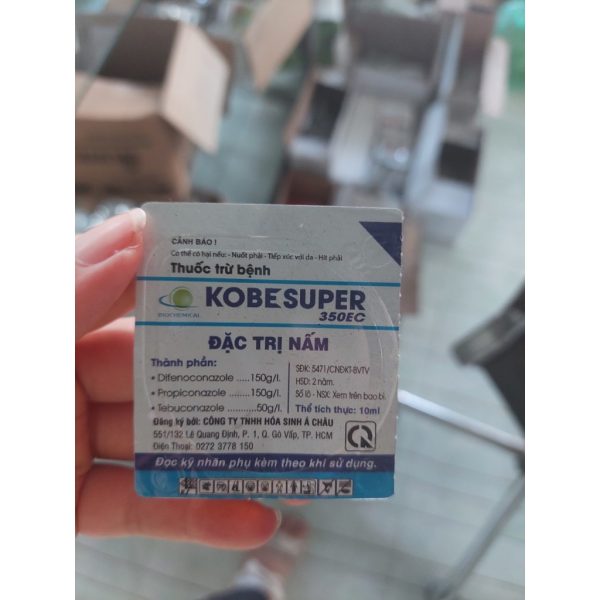 CẢNH BÁO !
Có thể có hại nếu: - Nuốt phải - Tiếp xúc với da - Hít phải
Thuốc trừ bệnh
BIOCHEMKAI
KOBESUPER
350EC
ĐẶC TRỊ NẤM
Thành phần:
• Difenoconazole .....150g/l.
• Propiconazole .......150g/l.
• Tebuconazole ........50g/l.
SĐK: 5471/CNĐKT-BVTV
HSD: 2 năm.
Số lô - NSX: Xem trên bao bì.
Thể tích thực: 10ml
Đăng ký bởi: CÔNG TY TNHH HÓA SINH Á CHÂU
551/132 Lê Quang Định, P. 1, Q. Gò Vấp, TP. HCM
Điện Thoại: 0272 3778 150
Đọc kỹ nhãn phụ kèm theo khi sử dụng.